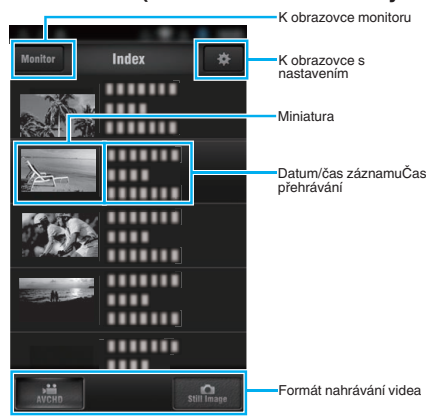 K obrazovce monitoru
Monitor
Index
K obrazovce s
nastavením
Miniatura
Datum/čas záznamuČas
přehrávání
AVCHD
Still Image
Formát nahrávání videa